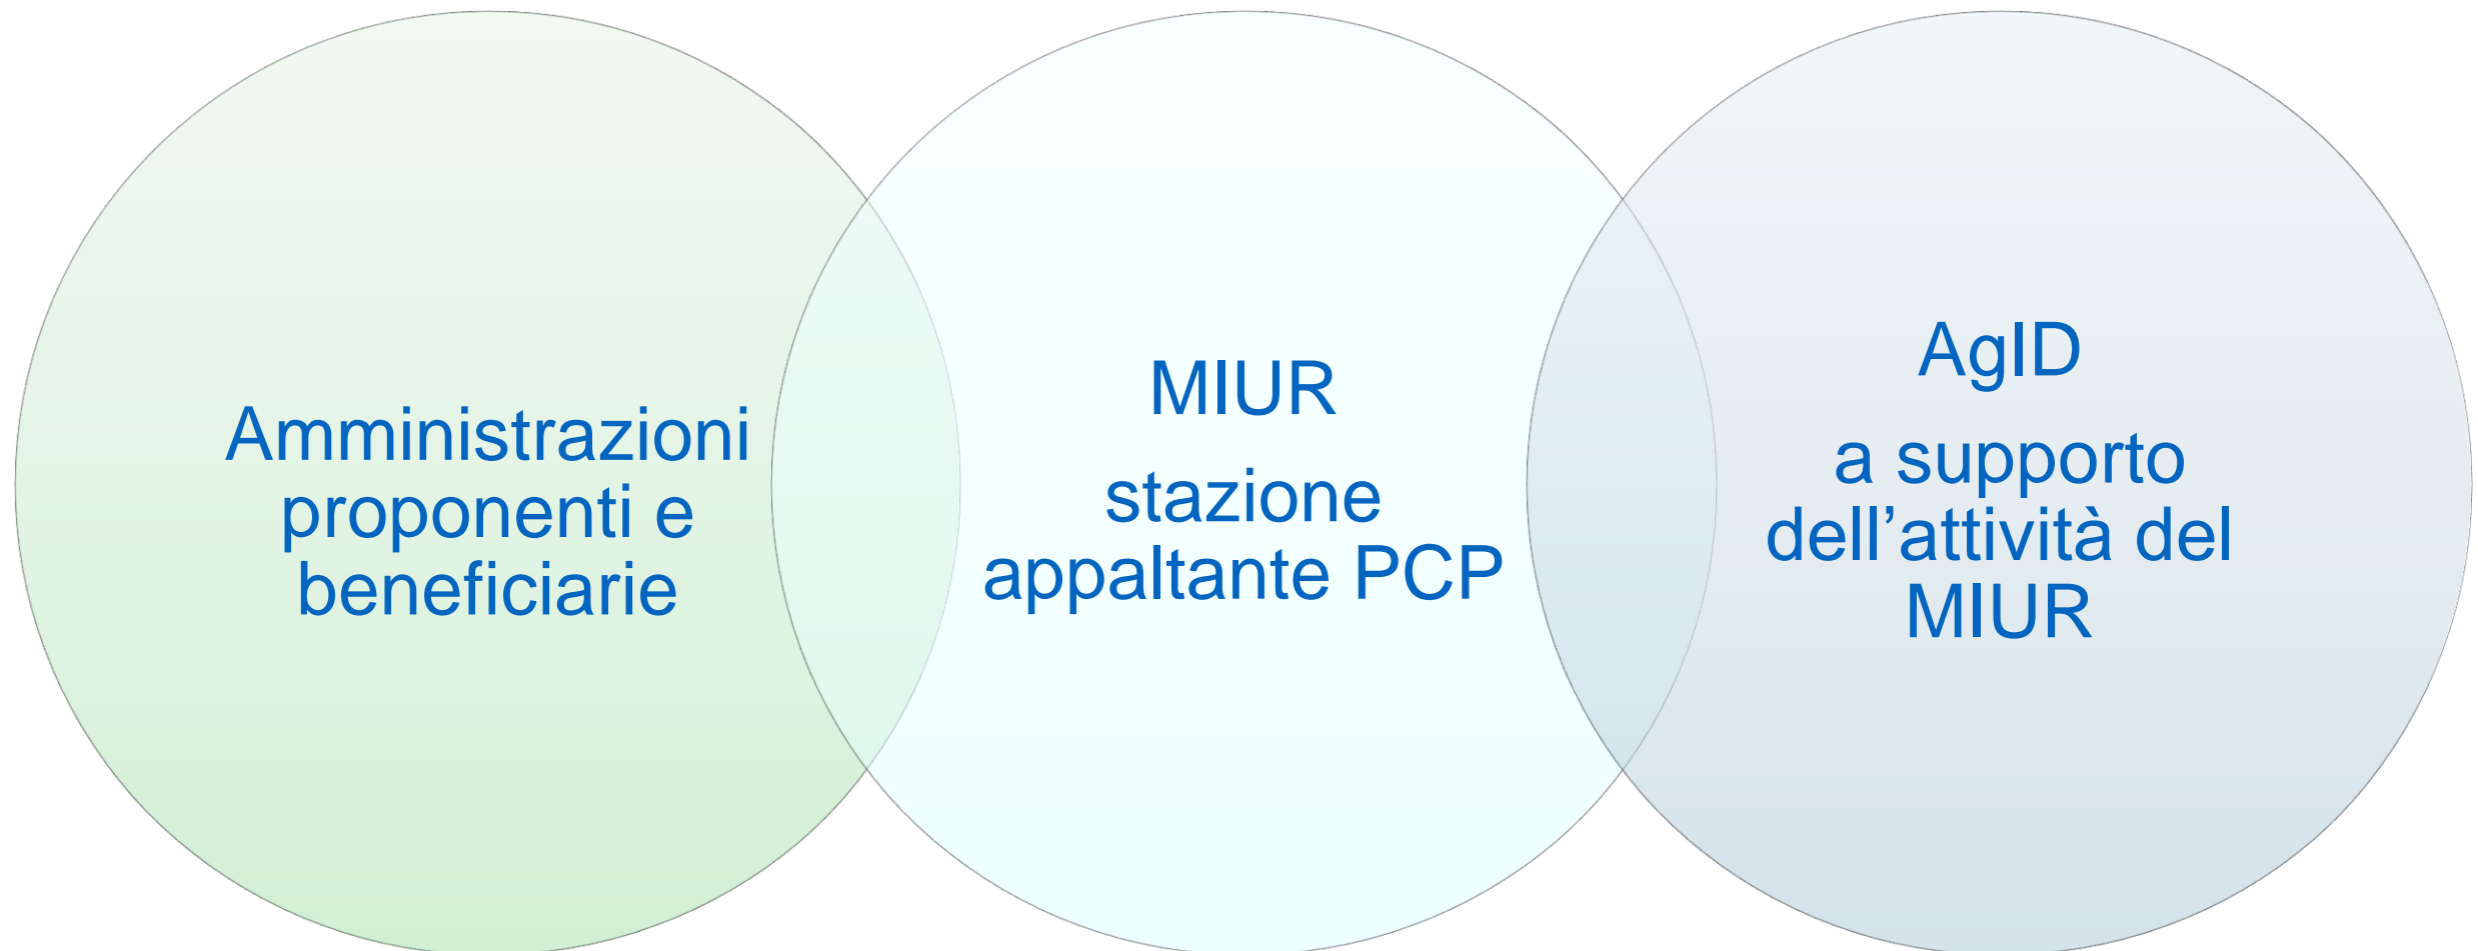 Amministrazioni
proponenti e
beneficiarie
MIUR
stazione
appaltante PCP
AgID
a supporto
dell’attività del
MIUR